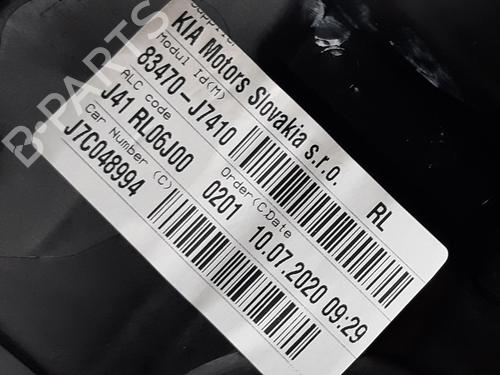 KIA Motors Slovakia s.r.o.
Modul Id(M)
83470-J7410
RL
ALC code
J41 RL06J00
Order(C)Date
0201 10.07.2020 09:29
Car Number (C)
J7C048994
B-PARTS